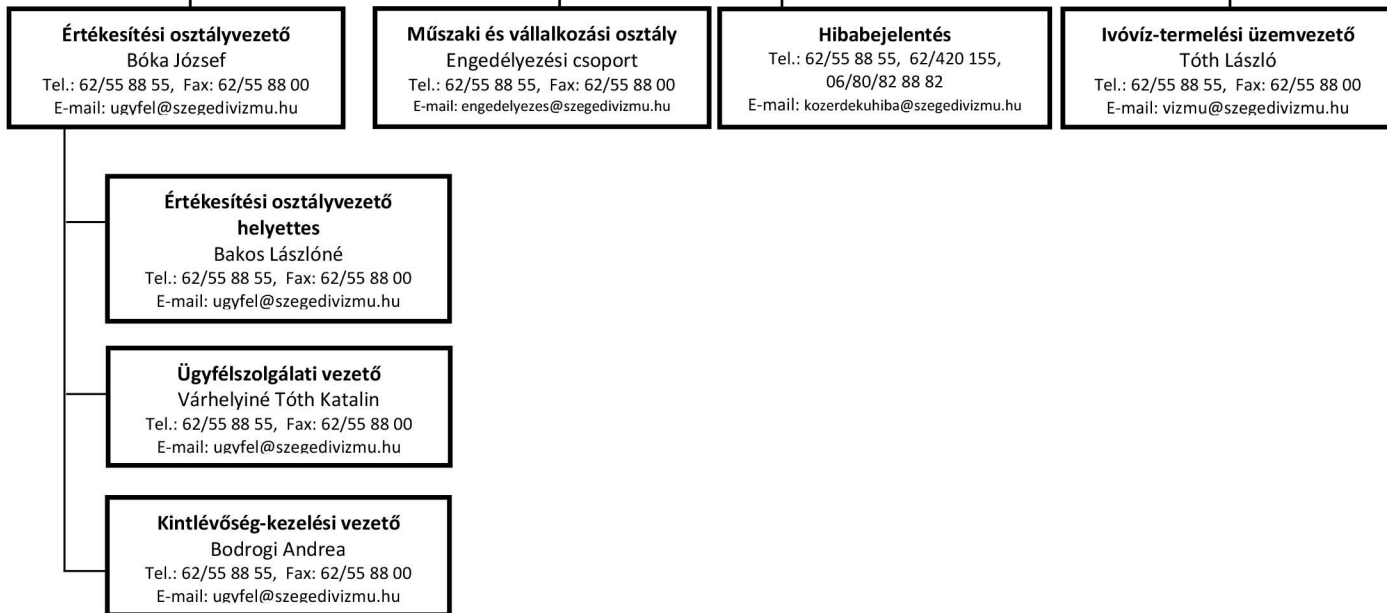 Értékesítési osztályvezető
Bóka József
Tel.: 62/55 88 55, Fax: 62/55 88 00
E-mail: ugyfel@szegedivizmu.hu
Műszaki és vállalkozási osztály
Engedélyezési csoport
Tel.: 62/55 88 55, Fax: 62/55 88 00
E-mail: engedelyezes@szegedivizmu.hu
Hibabejelentés
Tel.: 62/55 88 55, 62/420 155,
06/80/82 88 82
E-mail: kozerdekuhiba@szegedivizmu.hu
Ivóvíz-termelési üzemvezető
Tóth László
Tel.: 62/55 88 55, Fax: 62/55 88 00
E-mail: vizmu@szegedivizmu.hu
Értékesítési osztályvezető
helyettes
Bakos Lászlóné
Tel.: 62/55 88 55, Fax: 62/55 88 00
E-mail: ugyfel@szegedivizmu.hu
Ügyfélszolgálati vezető
Várhelyiné Tóth Katalin
Tel.: 62/55 88 55, Fax: 62/55 88 00
E-mail: ugyfel@szegedivizmu.hu
Kintlévőség-kezelési vezető
Bodrogi Andrea
Tel.: 62/55 88 55, Fax: 62/55 88 00
E-mail: ugyfel@szegedivizmu.hu